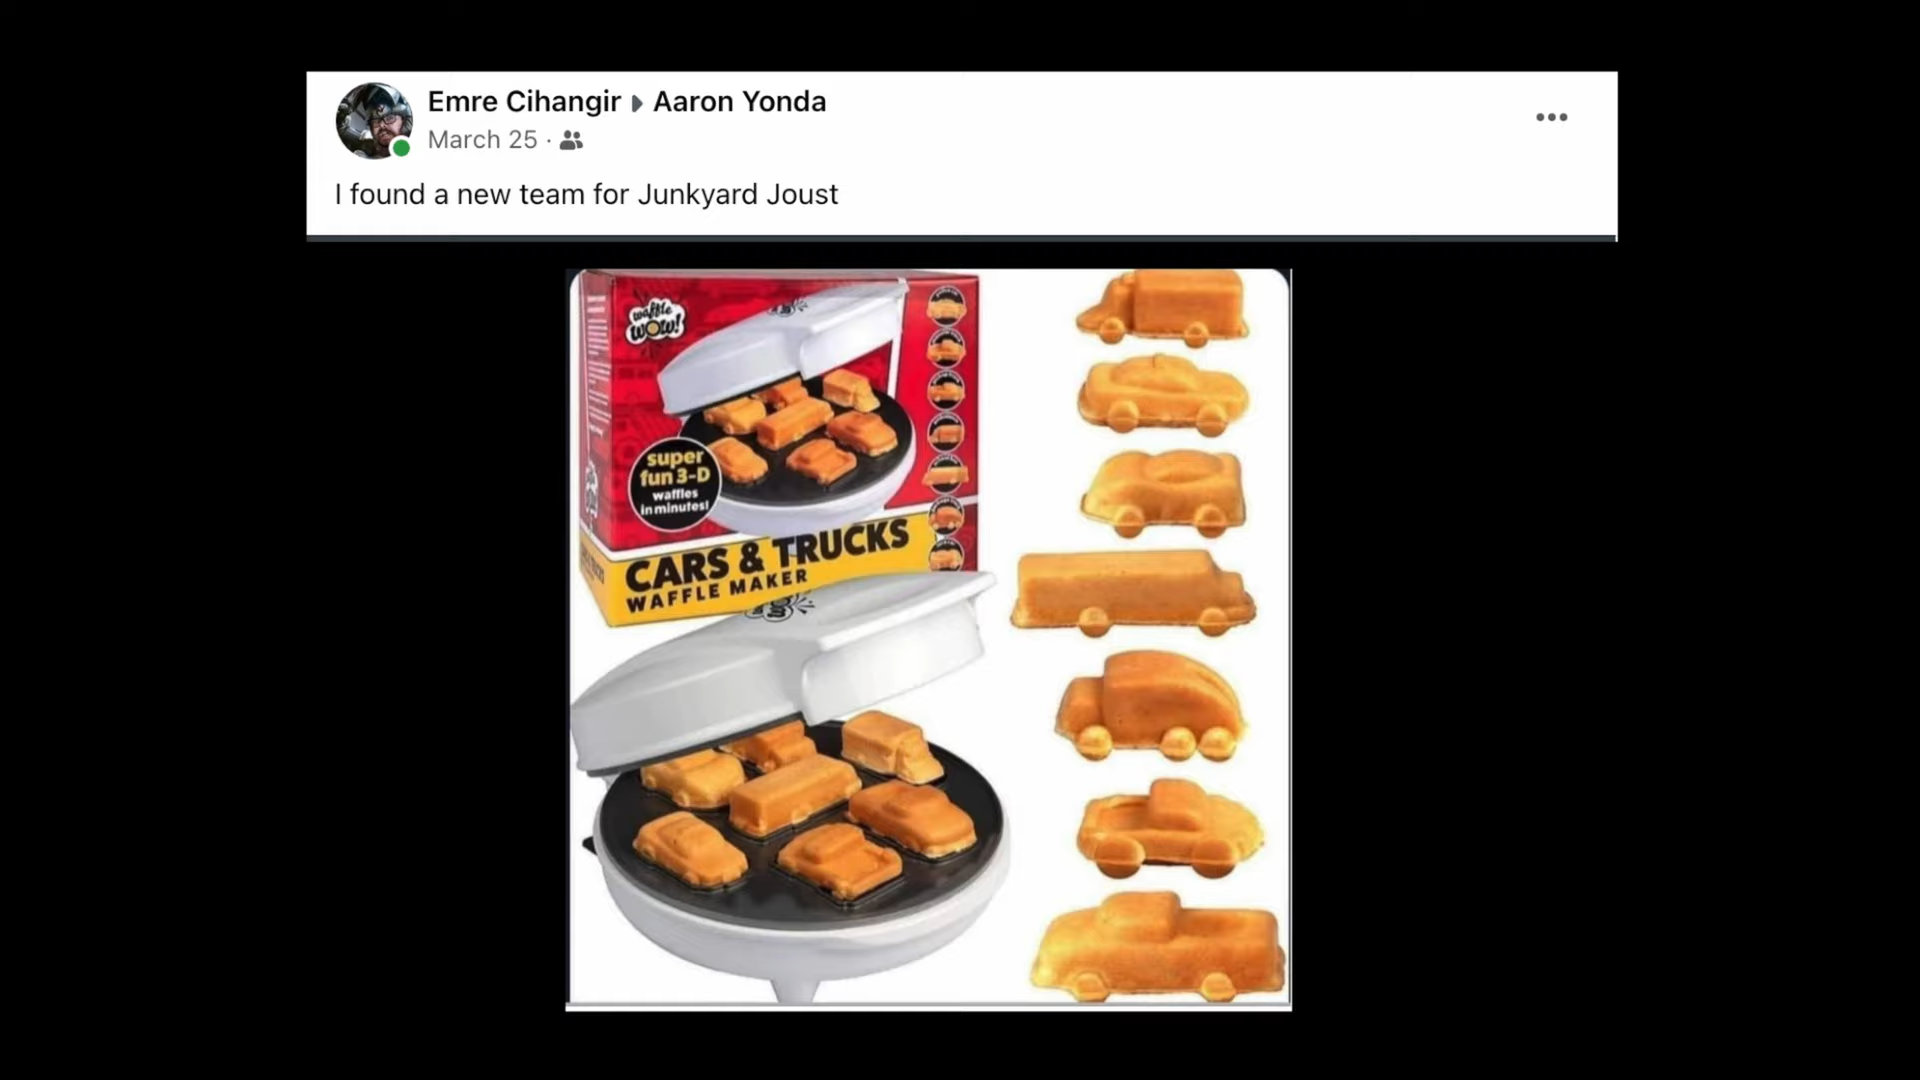 Emre Cihangir Aaron Yonda
March 25 ·
I found a new team for Junkyard Joust
waffle
WOW!
super
fun 3-D
waffles
in minutes!
CARS & TRUCKS
WAFFLE MAKER